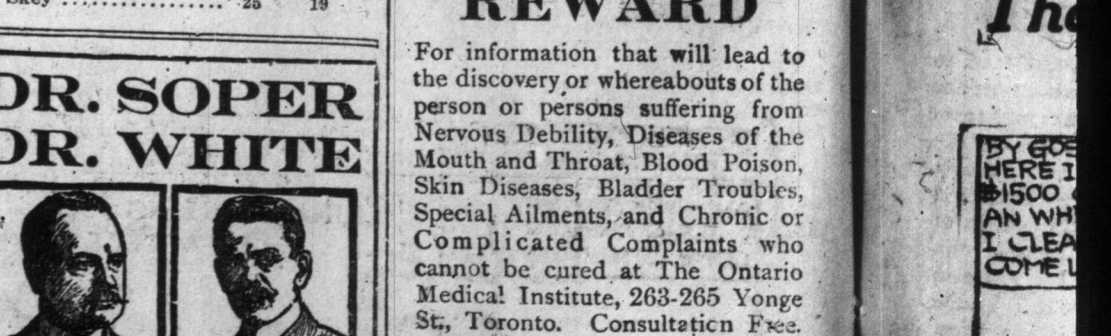 Skey .................. 25 19
DR. SOPER
DR. WHITE
REWARD
For information that will lead to
the discovery or whereabouts of the
person or persons suffering from
Nervous Debility, Diseases of the
Mouth and Throat, Blood Poison,
Skin Diseases, Bladder Troubles,
Special Ailments, and Chronic or
Complicated Complaints who
cannot be cured at The Ontario
Medical Institute, 263-265 Yonge
St., Toronto. Consultation Free.
BY
HERE
$1500
AN
I
COME